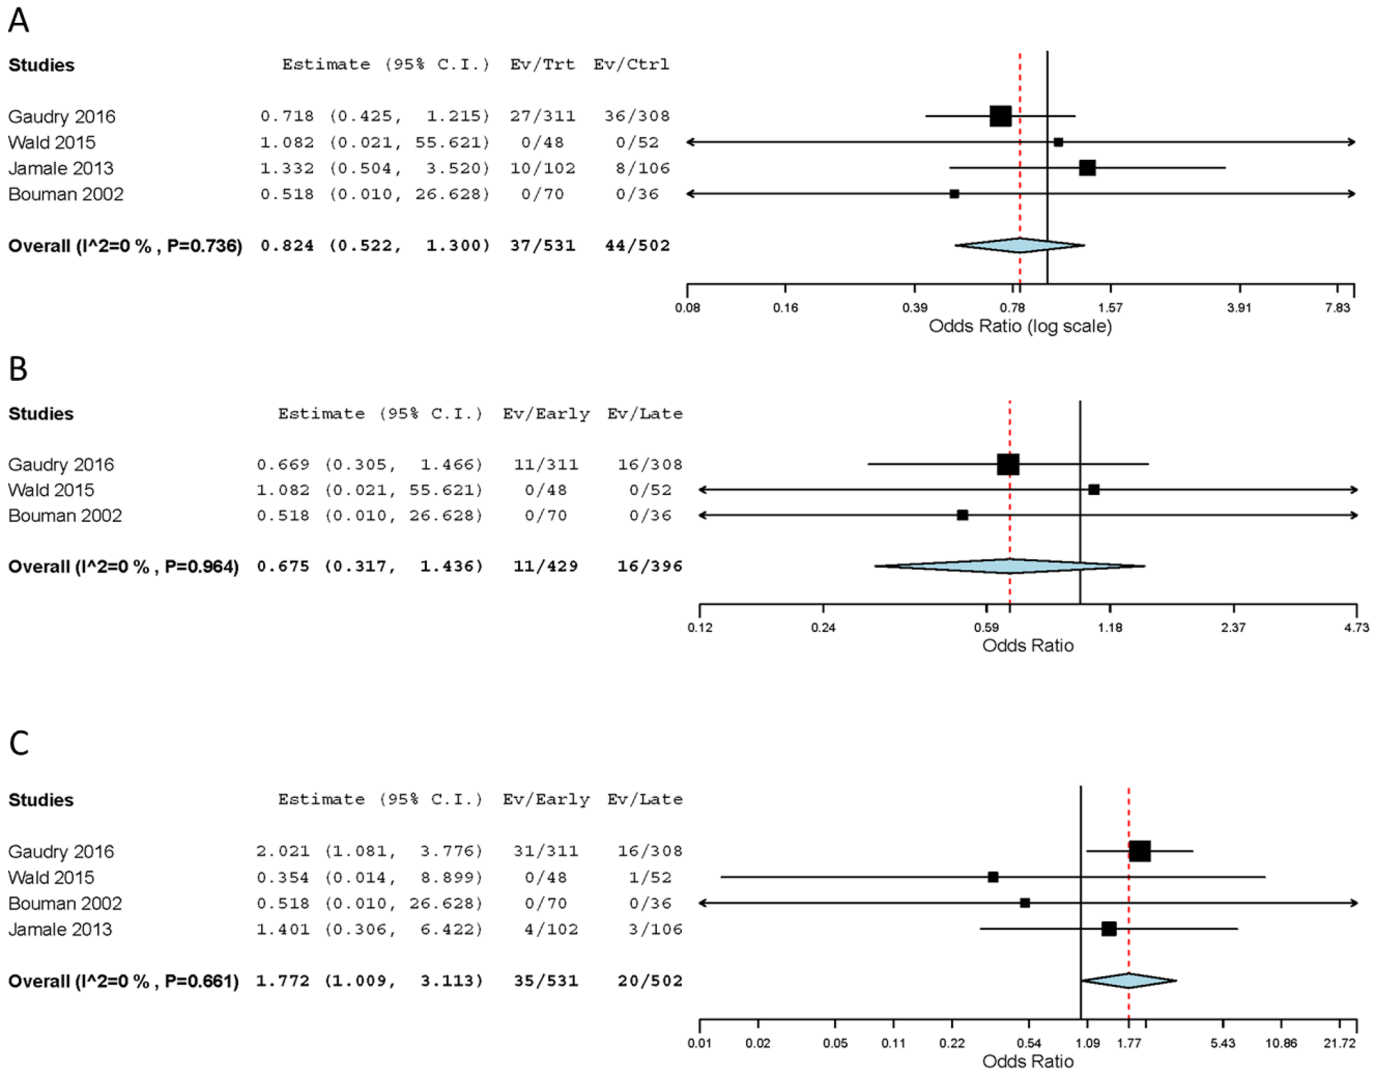 A
Studies Estimate (95% C.I.) Ev/Trt Ev/Ctrl
Gaudry 2016 0.718 (0.425, 1.215) 27/311 36/308
Wald 2015 1.082 (0.021, 55.621) 0/48 0/52
Jamale 2013 1.332 (0.504, 3.520) 10/102 8/106
Bouman 2002 0.518 (0.010, 26.628) 0/70 0/36
Overall (I^2=0 % , P=0.736) 0.824 (0.522, 1.300) 37/531 44/502
0.08 0.16 0.39 0.78 1.57 3.91 7.83
Odds Ratio (log scale)
B
Studies Estimate (95% C.I.) Ev/Early Ev/Late
Gaudry 2016 0.669 (0.305, 1.466) 11/311 16/308
Wald 2015 1.082 (0.021, 55.621) 0/48 0/52
Bouman 2002 0.518 (0.010, 26.628) 0/70 0/36
Overall (I^2=0 % , P=0.964) 0.675 (0.317, 1.436) 11/429 16/396
0.12 0.24 0.59 1.18 2.37 4.73
Odds Ratio
C
Studies Estimate (95% C.I.) Ev/Early Ev/Late
Gaudry 2016 2.021 (1.081, 3.776) 31/311 16/308
Wald 2015 0.354 (0.014, 8.899) 0/48 1/52
Bouman 2002 0.518 (0.010, 26.628) 0/70 0/36
Jamale 2013 1.401 (0.306, 6.422) 4/102 3/106
Overall (I^2=0 % , P=0.661) 1.772 (1.009, 3.113) 35/531 20/502
0.01 0.02 0.05 0.11 0.22 0.54 1.09 1.77 5.43 10.86 21.72
Odds Ratio